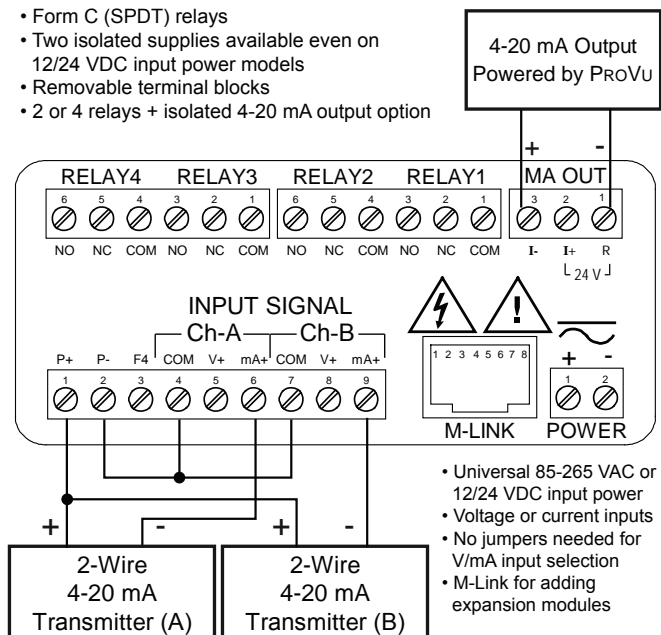 • Form C (SPDT) relays
• Two isolated supplies available even on
12/24 VDC input power models
• Removable terminal blocks
• 2 or 4 relays + isolated 4-20 mA output option
4-20 mA Output
Powered by PROVU
+ -
RELAY4 RELAY3 RELAY2 RELAY1 MA OUT
6 5 4 3 2 1 6 5 4 3 2 1 3 2 1
NO NC COM NO NC COM NO NC COM NO NC COM I- I+ R
24 V
INPUT SIGNAL
Ch-A Ch-B
P+ P- F4 COM V+ mA+ COM V+ mA+
1 2 3 4 5 6 7 8 9
!
1 2 3 4 5 6 7 8
M-LINK
+ -
1 2
POWER
+ - + -
2-Wire
4-20 mA
Transmitter (A)
2-Wire
4-20 mA
Transmitter (B)
• Universal 85-265 VAC or
12/24 VDC input power
• Voltage or current inputs
• No jumpers needed for
V/mA input selection
• M-Link for adding
expansion modules